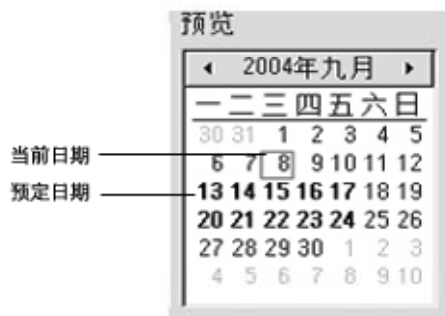 预览
2004年九月
一 二 三 四 五 六 日
30 31 1 2 3 4 5
当前日期
6 7 8 9 10 11 12
预定日期
13 14 15 16 17 18 19
20 21 22 23 24 25 26
27 28 29 30 1 2 3
4 5 6 7 8 9 10